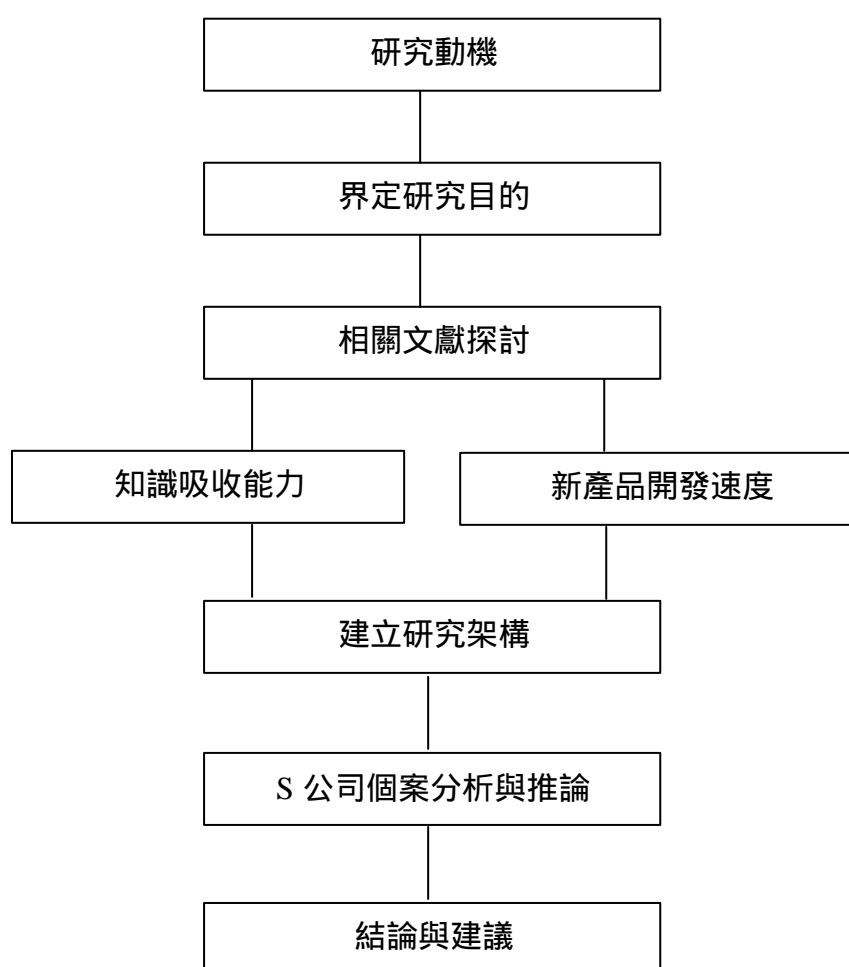 研究動機
界定研究目的
相關文獻探討
知識吸收能力
新產品開發速度
建立研究架構
S 公司個案分析與推論
結論與建議